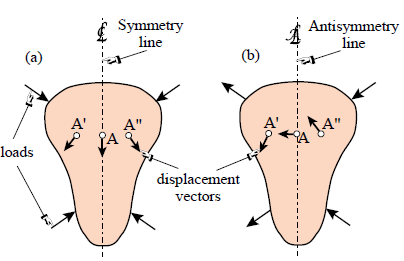 Symmetry
line
(a)
A'
A
A"
loads
displacement
vectors
Antisymmetry
line
(b)
A'
A
A"